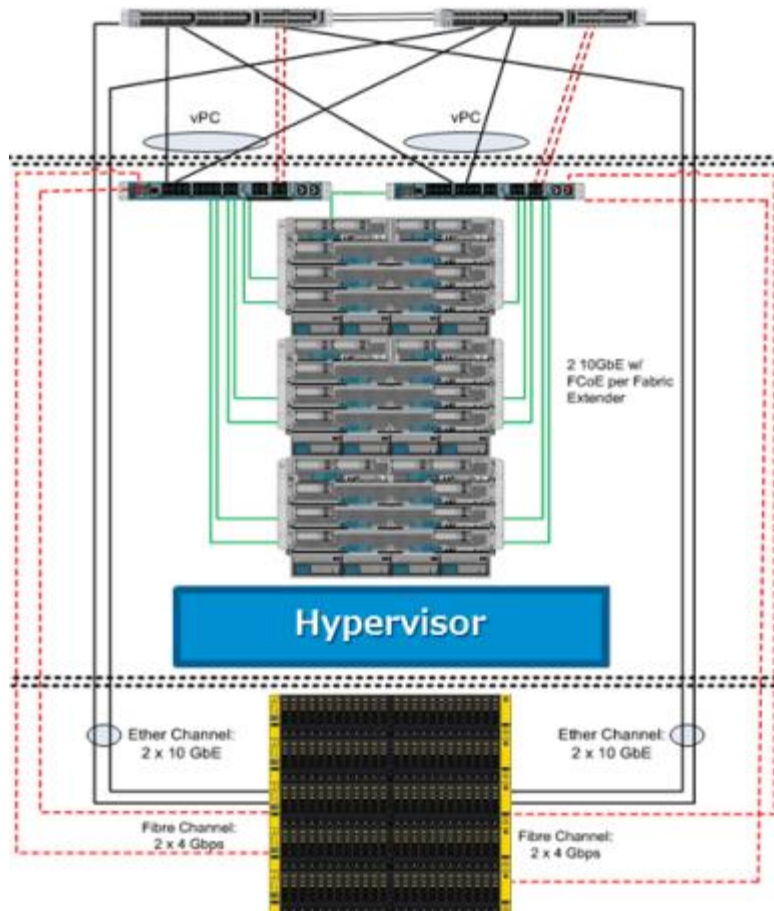 vPC
vPC
2 10GbE w/
FCoE per Fabric
Extender
Hypervisor
Ether Channel:
2 x 10 GbE
Ether Channel:
2 x 10 GbE
Fibre Channel:
2 x 4 Gbps
Fibre Channel:
2 x 4 Gbps